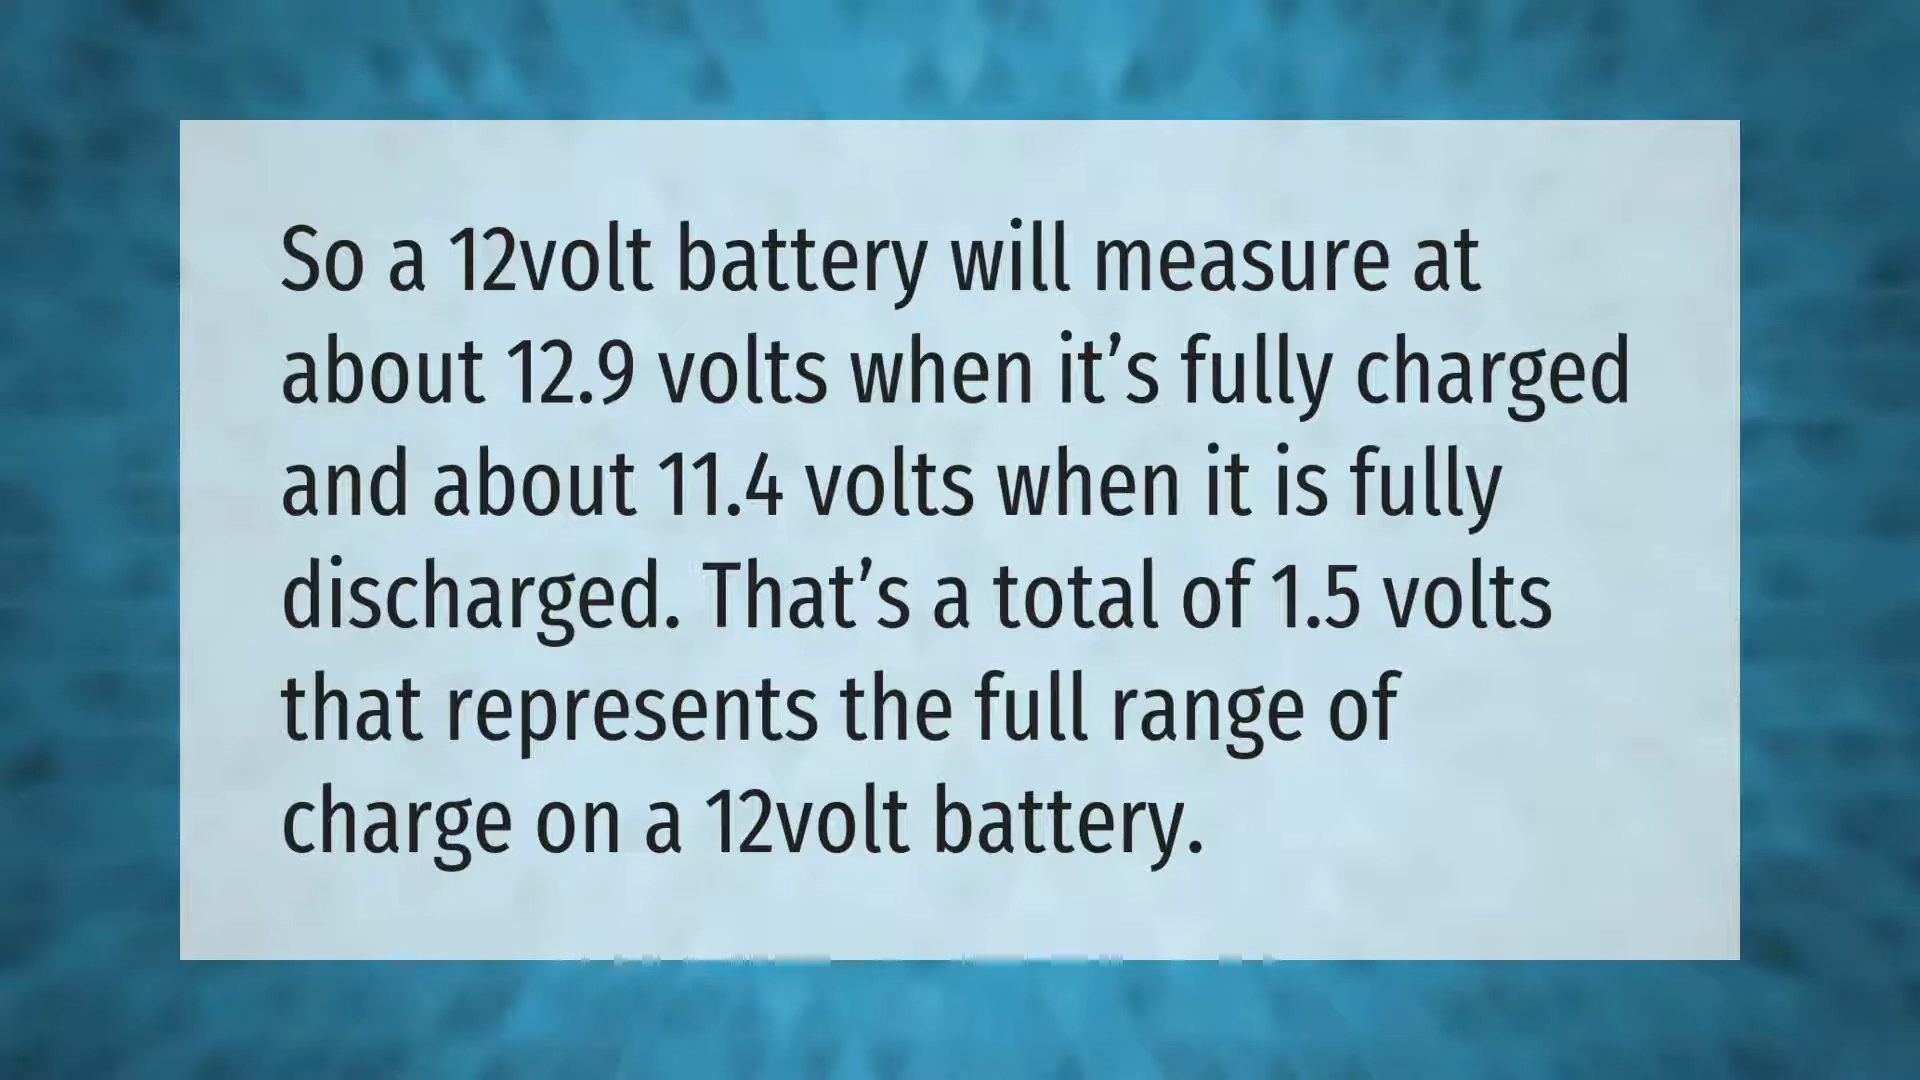 So a 12volt battery will measure at
about 12.9 volts when it’s fully charged
and about 11.4 volts when it is fully
discharged. That’s a total of 1.5 volts
that represents the full range of
charge on a 12volt battery.